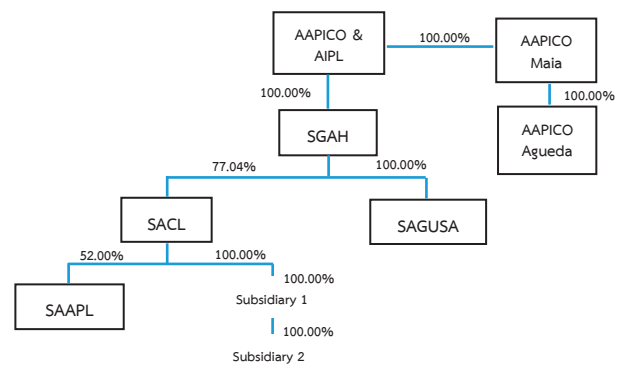 AAPICO &
AIPL
100.00%
AAPICO
Maia
100.00%
100.00%
SGAH
AAPICO
Agueda
77.04%
100.00%
SACL
SAGUSA
52.00%
100.00%
SAAPL
100.00%
Subsidiary 1
100.00%
Subsidiary 2